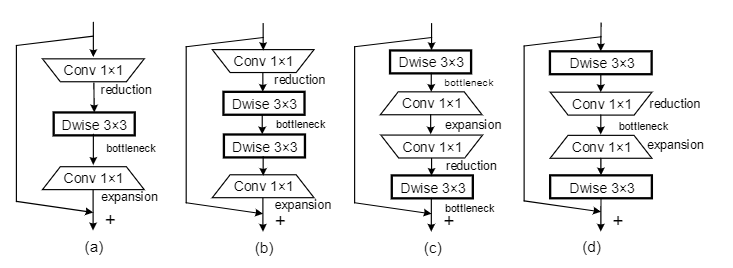 Conv 1×1
reduction
Dwise 3×3
bottleneck
Conv 1×1
expansion
+
(a)
Conv 1×1
reduction
Dwise 3×3
bottleneck
Dwise 3×3
Conv 1×1
expansion
+
(b)
Dwise 3×3
bottleneck
Conv 1×1
expansion
Conv 1×1
reduction
Dwise 3×3
bottleneck
+
(c)
Dwise 3×3
Conv 1×1 reduction
bottleneck
Conv 1×1 expansion
Dwise 3×3
+
(d)